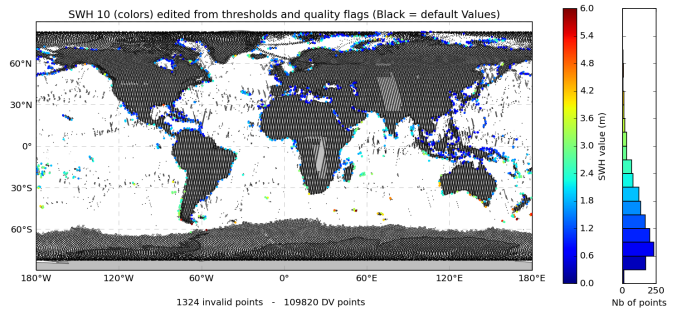 SWH 10 (colors) edited from thresholds and quality flags (Black = default Values)
60°N
30°N
0°
30°S
60°S
180°W
120°W
60°W
0°
60°E
120°E
180°E
1324 invalid points - 109820 DV points
6.0
5.4
4.8
4.2
3.6
3.0
2.4
1.8
1.2
0.6
0.0
SWH value (m)
0
250
Nb of points